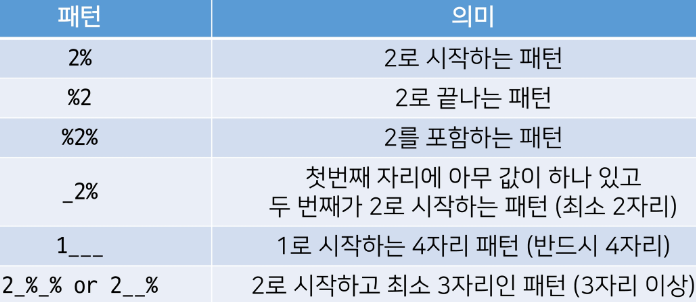 패턴 의미
2% 2로 시작하는 패턴
%2 2로 끝나는 패턴
%2% 2를 포함하는 패턴
_2% 첫번째 자리에 아무 값이 하나 있고
두 번째가 2로 시작하는 패턴 (최소 2자리)
1___ 1로 시작하는 4자리 패턴 (반드시 4자리)
2_%_% or 2__% 2로 시작하고 최소 3자리인 패턴 (3자리 이상)